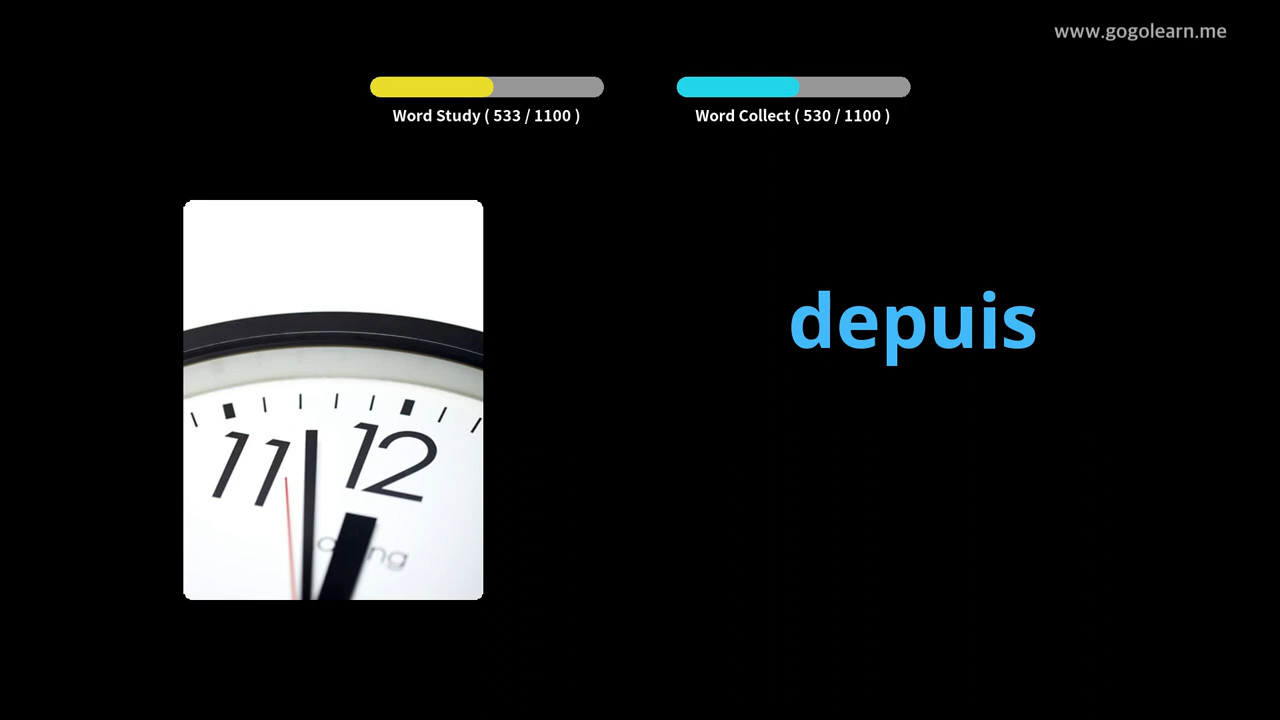 www.gogolearn.me
Word Study ( 533 / 1100 )
Word Collect ( 530 / 1100 )
depuis
11
12